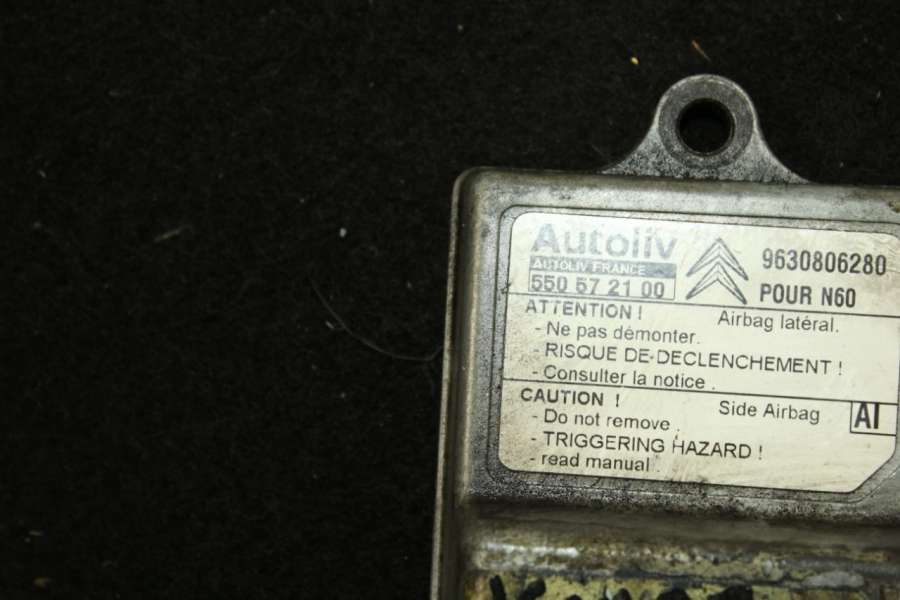 Autoliv
AUTOLIV FRANCE
550 57 21 00
9630806280
POUR N60
ATTENTION ! Airbag latéral.
- Ne pas démonter.
- RISQUE DE DECLENCHEMENT !
- Consulter la notice .
CAUTION ! Side Airbag AI
- Do not remove .
- TRIGGERING HAZARD !
- read manual .